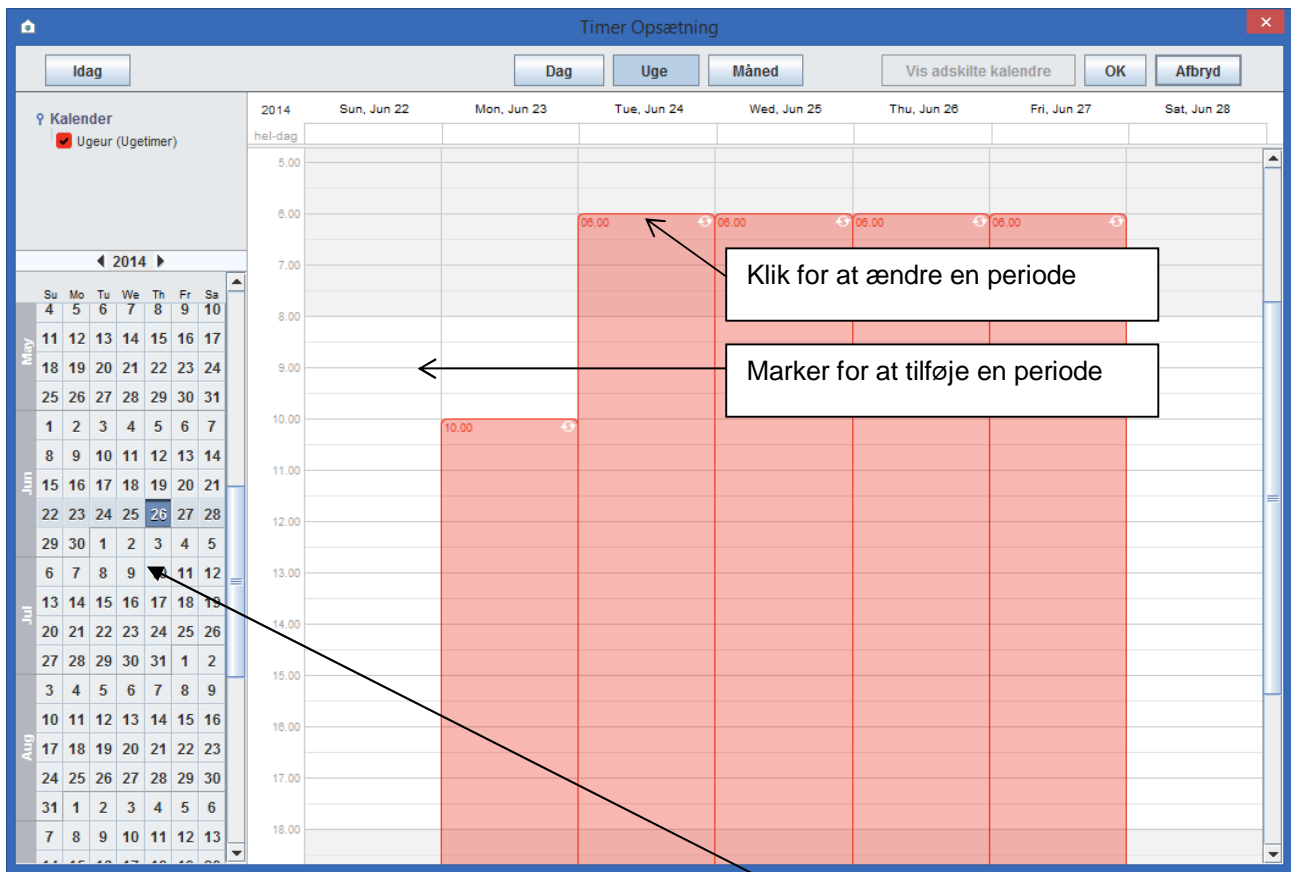 Timer Opsætning
Idag
Dag Uge Måned Vis adskilte kalendre OK Afbryd
Kalender
Ugeur (Ugetimer)
2014 Sun, Jun 22 Mon, Jun 23 Tue, Jun 24 Wed, Jun 25 Thu, Jun 26 Fri, Jun 27 Sat, Jun 28
hel-dag
5.00
6.00
06.00 06.00 06.00 06.00
7.00
8.00
9.00
10.00
10.00
11.00
12.00
13.00
14.00
15.00
16.00
17.00
18.00
Klik for at ændre en periode
Marker for at tilføje en periode
2014
Su Mo Tu We Th Fr Sa
4 5 6 7 8 9 10
May
11 12 13 14 15 16 17
18 19 20 21 22 23 24
25 26 27 28 29 30 31
1 2 3 4 5 6 7
8 9 10 11 12 13 14
Jun
15 16 17 18 19 20 21
22 23 24 25 26 27 28
29 30 1 2 3 4 5
6 7 8 9 10 11 12
Jul
13 14 15 16 17 18 19
20 21 22 23 24 25 26
27 28 29 30 31 1 2
3 4 5 6 7 8 9
10 11 12 13 14 15 16
Aug
17 18 19 20 21 22 23
24 25 26 27 28 29 30
31 1 2 3 4 5 6
7 8 9 10 11 12 13